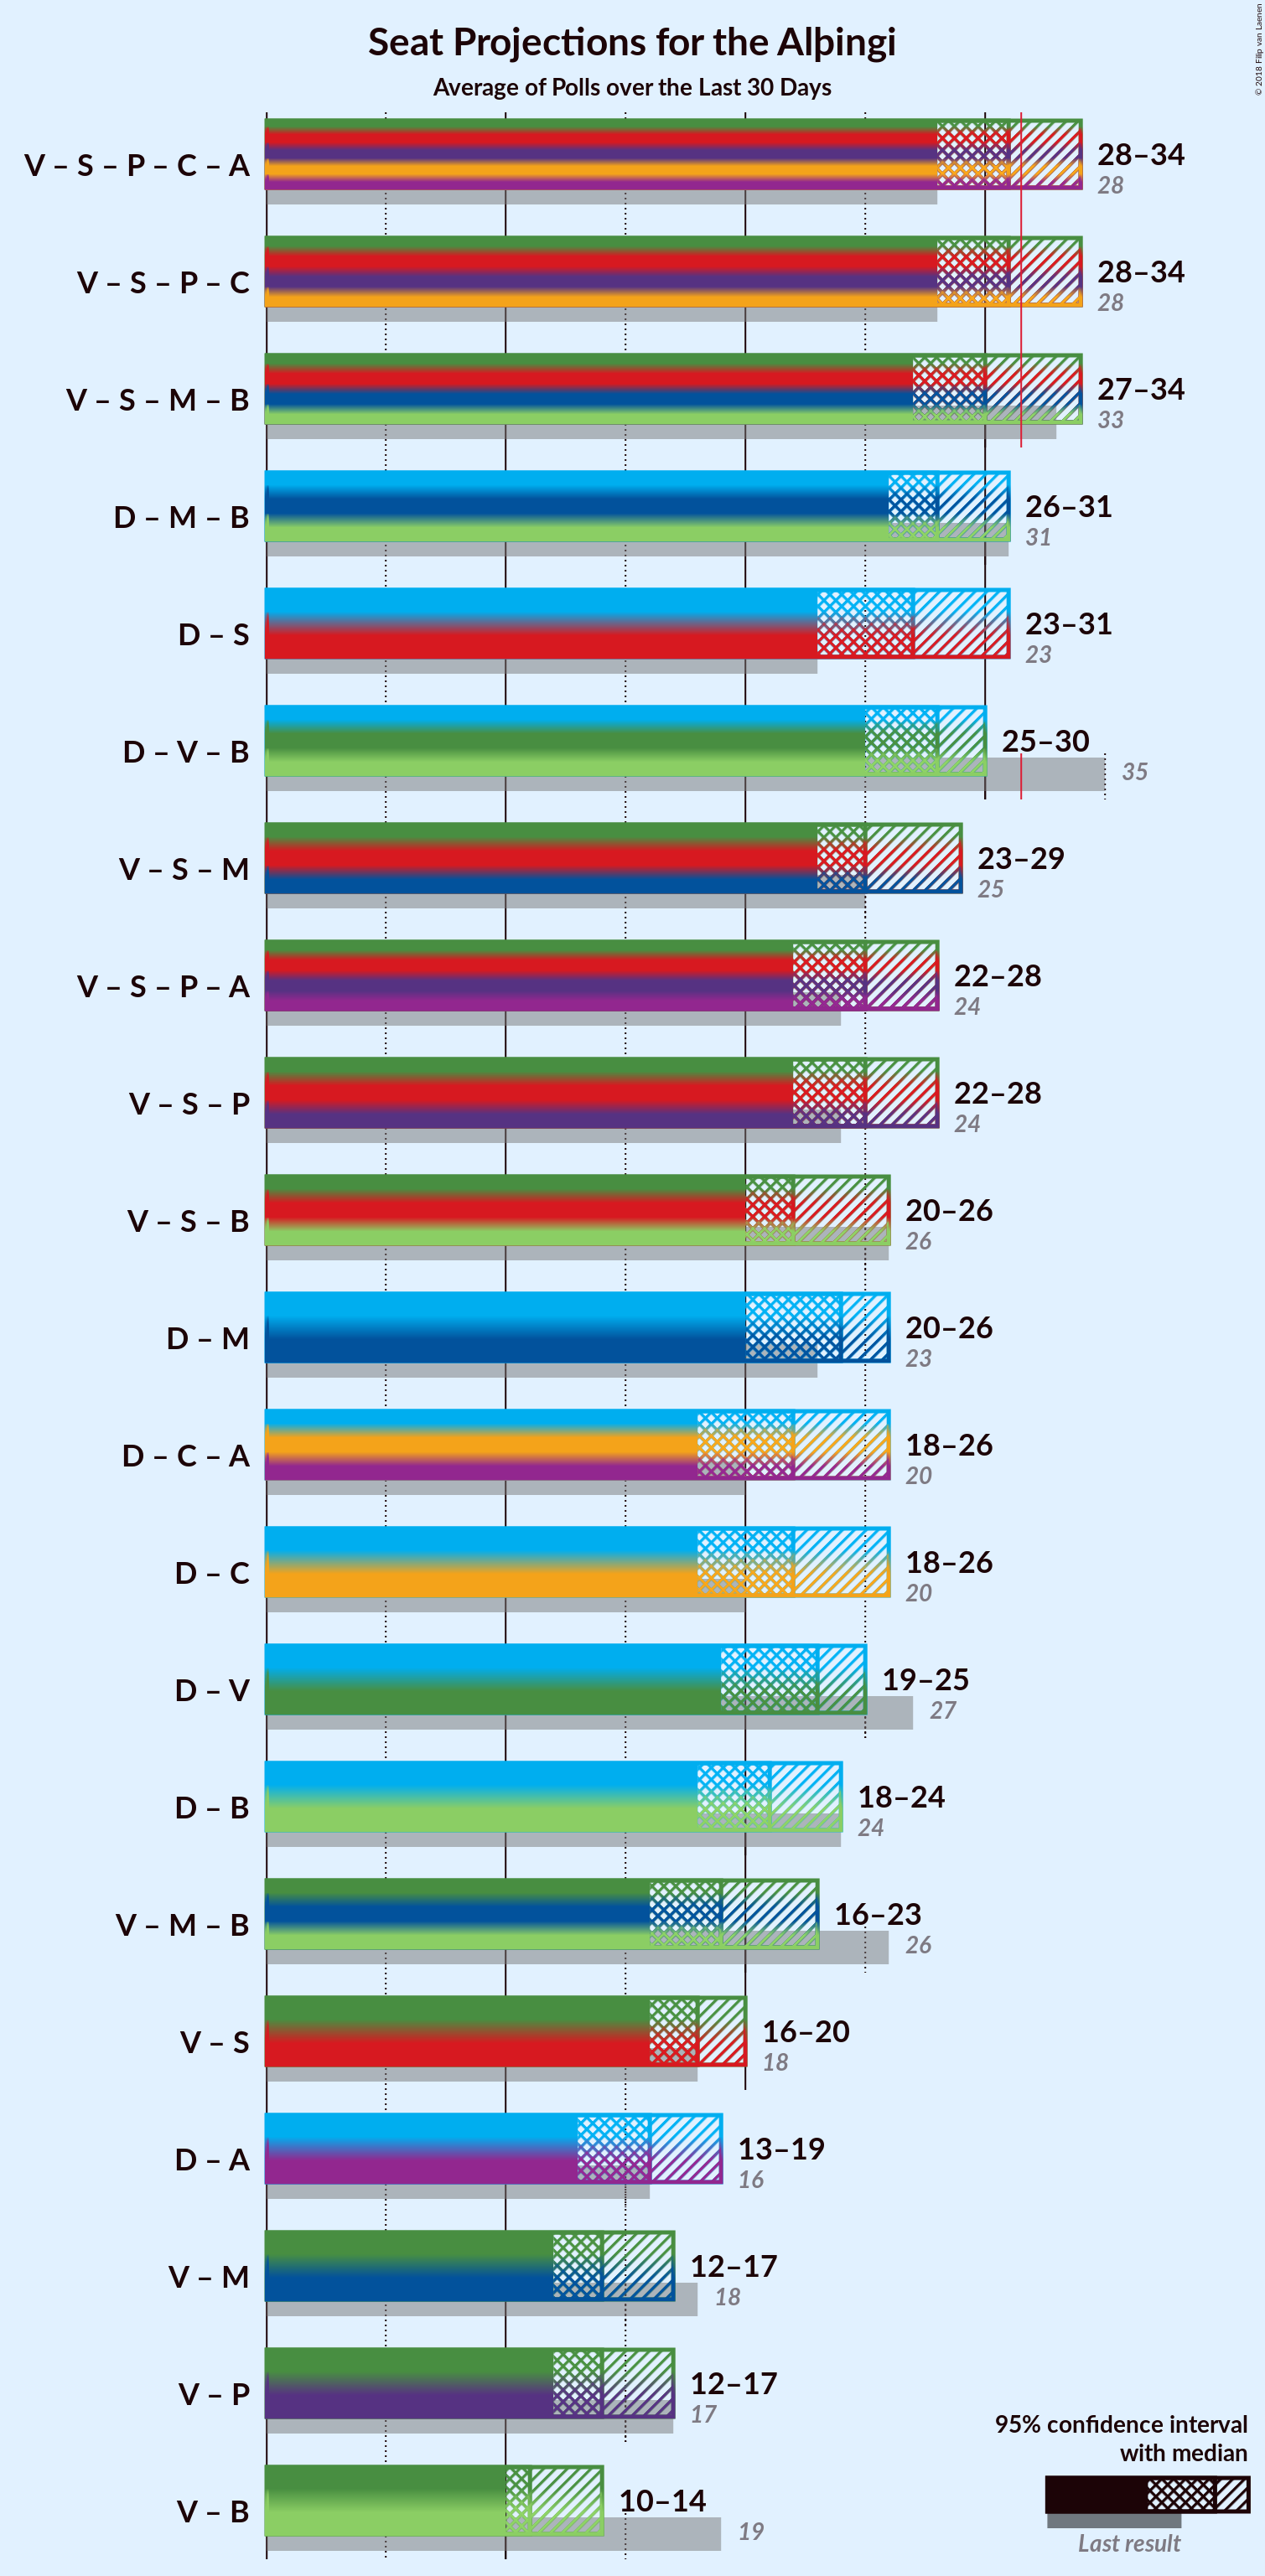 Seat Projections for the Alþingi
Average of Polls over the Last 30 Days
© 2018 Filip van Laenen
V – S – P – C – A
28–34
28
V – S – P – C
28–34
28
V – S – M – B
27–34
33
D – M – B
26–31
31
D – S
23–31
23
D – V – B
25–30
35
V – S – M
23–29
25
V – S – P – A
22–28
24
V – S – P
22–28
24
V – S – B
20–26
26
D – M
20–26
23
D – C – A
18–26
20
D – C
18–26
20
D – V
19–25
27
D – B
18–24
24
V – M – B
16–23
26
V – S
16–20
18
D – A
13–19
16
V – M
12–17
18
V – P
12–17
17
V – B
10–14
19
95% confidence interval
with median
Last result